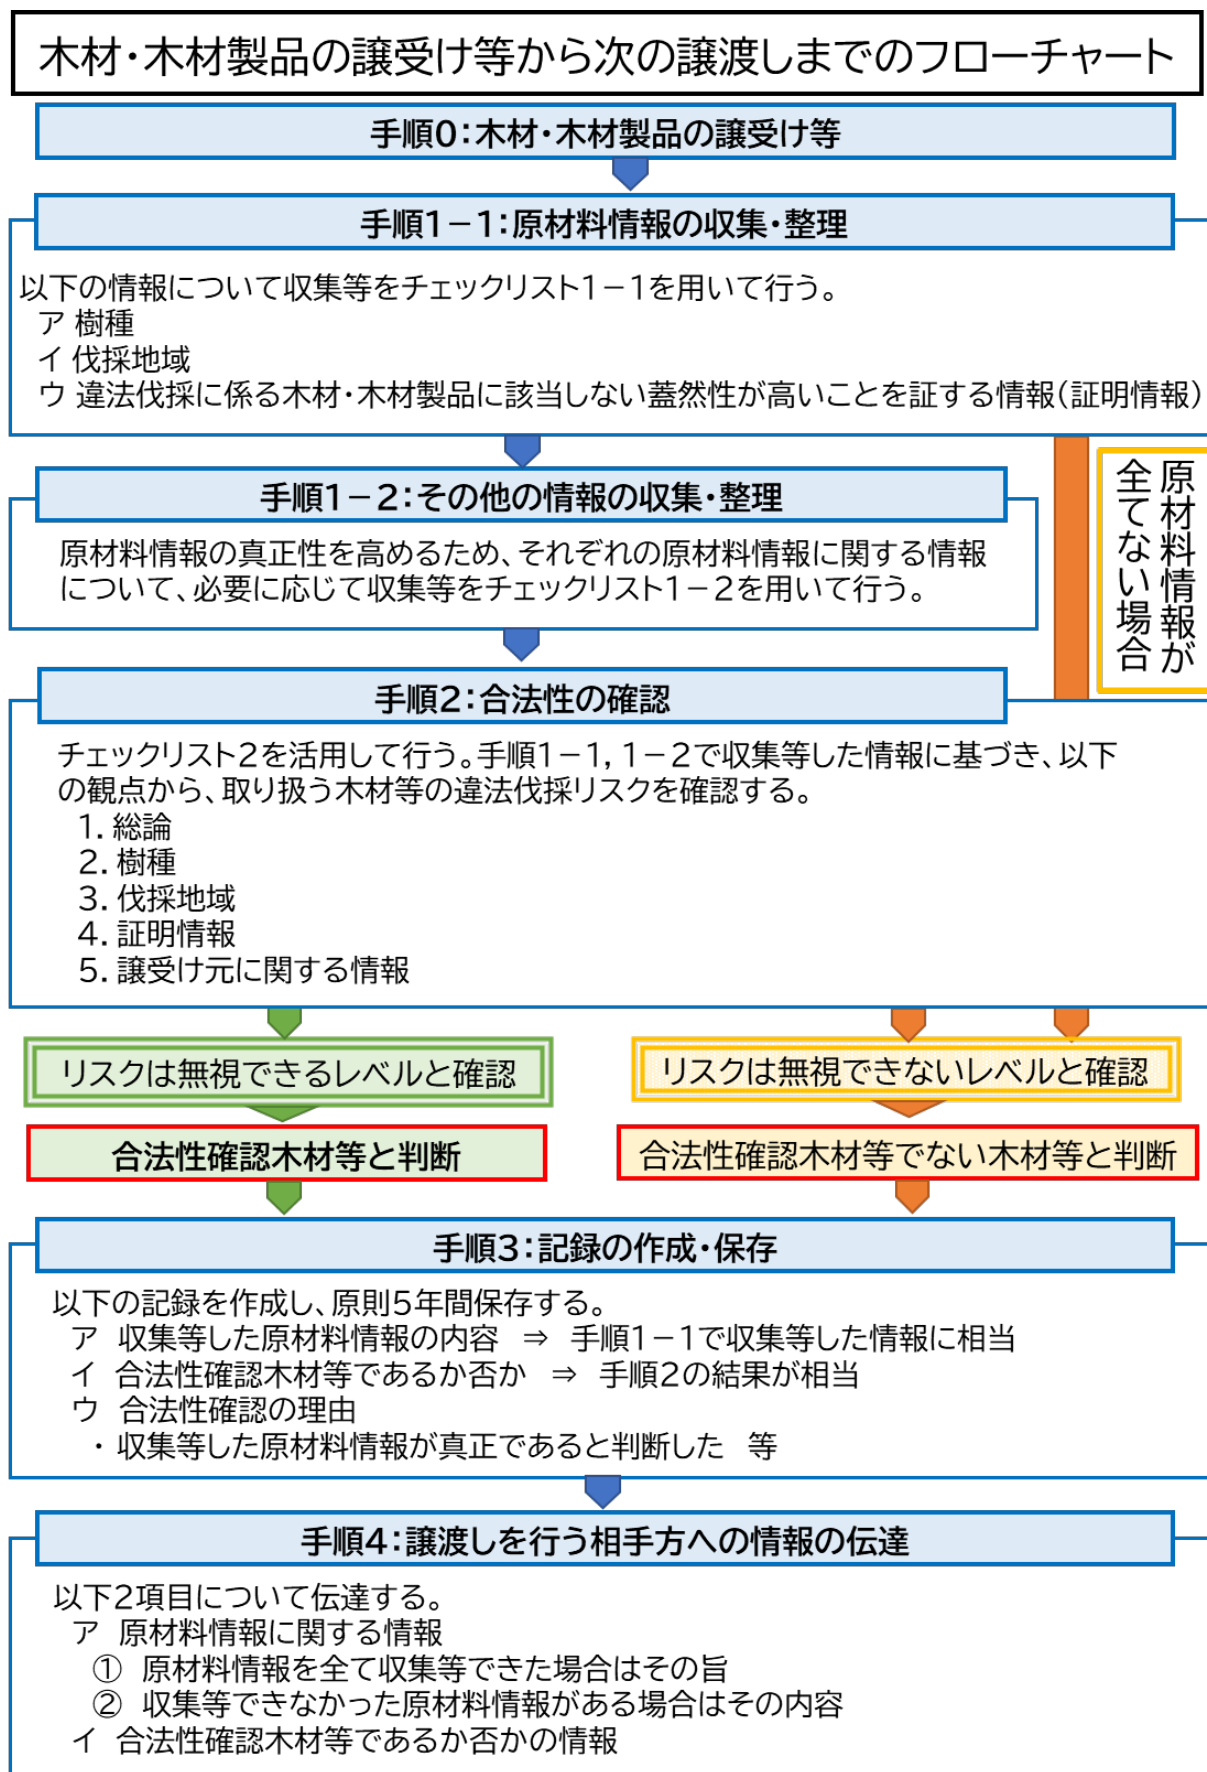 木材・木材製品の譲受け等から次の譲渡しまでのフローチャート
手順０：木材・木材製品の譲受け等
手順１－１：原材料情報の収集・整理
以下の情報について収集等をチェックリスト１－１を用いて行う。
ア 樹種
イ 伐採地域
ウ 違法伐採に係る木材・木材製品に該当しない蓋然性が高いことを証する情報（証明情報）
原材料情報が
全てない場合
手順１－２：その他の情報の収集・整理
原材料情報の真正性を高めるため、それぞれの原材料情報に関する情報
について、必要に応じて収集等をチェックリスト１－２を用いて行う。
手順２：合法性の確認
チェックリスト２を活用して行う。手順１－１，１－２で収集等した情報に基づき、以下
の観点から、取り扱う木材等の違法伐採リスクを確認する。
１．総論
２．樹種
３．伐採地域
４．証明情報
５．譲受け元に関する情報
リスクは無視できるレベルと確認
リスクは無視できないレベルと確認
合法性確認木材等と判断
合法性確認木材等でない木材等と判断
手順３：記録の作成・保存
以下の記録を作成し、原則５年間保存する。
ア 収集等した原材料情報の内容 ⇒ 手順１－１で収集等した情報に相当
イ 合法性確認木材等であるか否か ⇒ 手順２の結果が相当
ウ 合法性確認の理由
・収集等した原材料情報が真正であると判断した 等
手順４：譲渡しを行う相手方への情報の伝達
以下２項目について伝達する。
ア 原材料情報に関する情報
① 原材料情報を全て収集等できた場合はその旨
② 収集等できなかった原材料情報がある場合はその内容
イ 合法性確認木材等であるか否かの情報